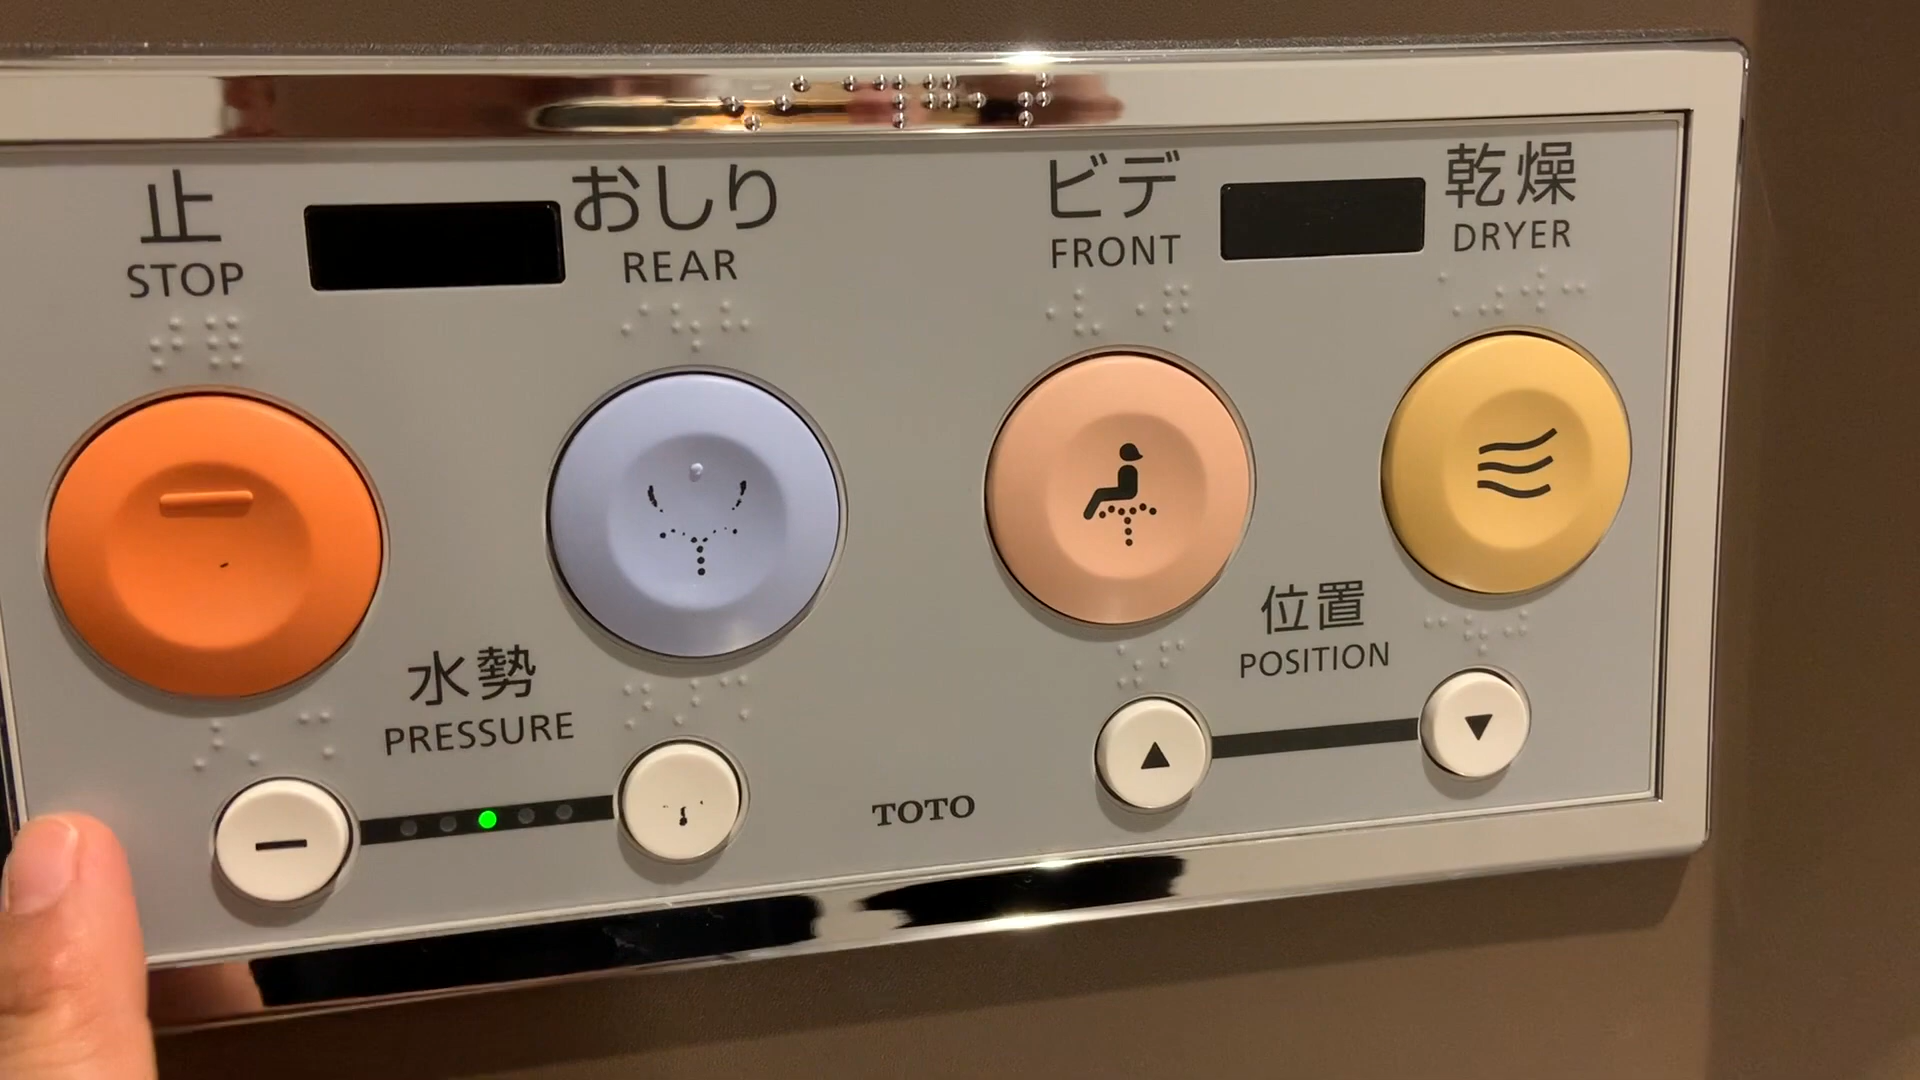 止
STOP
おしり
REAR
ビデ
FRONT
乾燥
DRYER
水勢
PRESSURE
位置
POSITION
TOTO